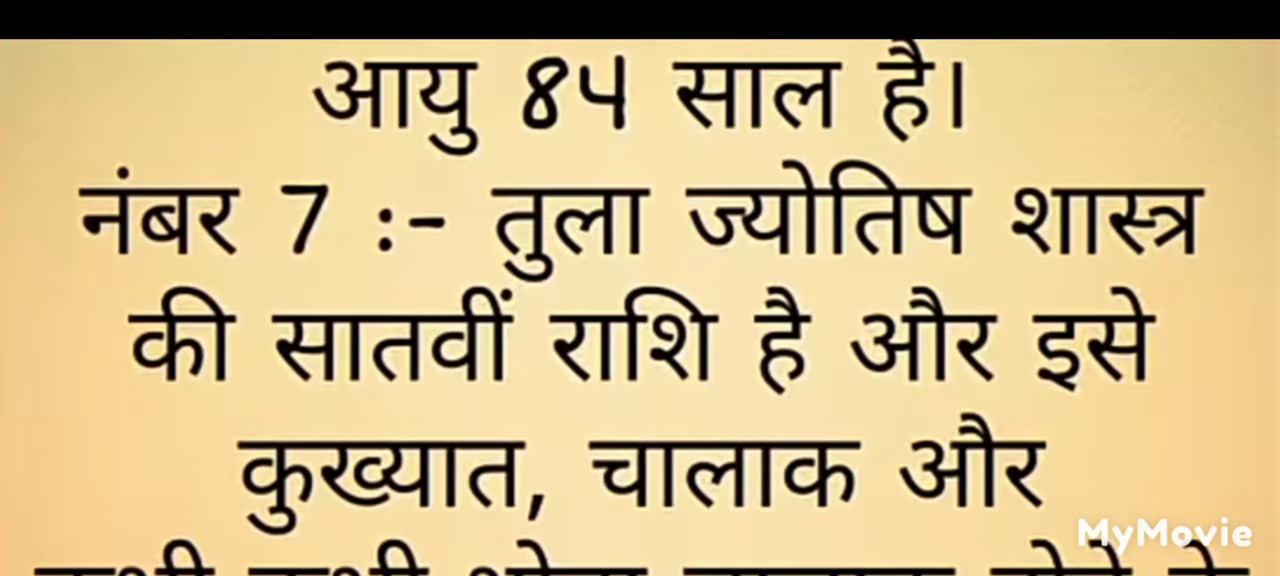 आयु 84 साल है।
नंबर 7 :- तुला ज्योतिष शास्त्र
की सातवीं राशि है और इसे
कुख्यात, चालाक और
MyMovie